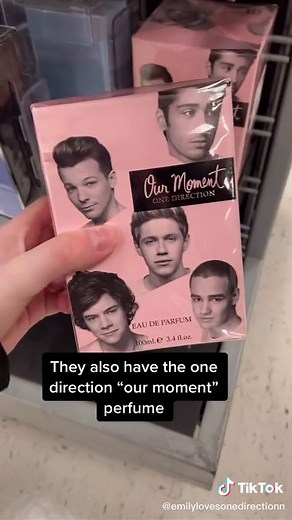 Our Moment
ONE DIRECTION
EAU DE PARFUM
100mL e 3.4 fl.oz.
They also have the one
direction “our moment”
perfume
TikTok
@emilylovesonedirectionn